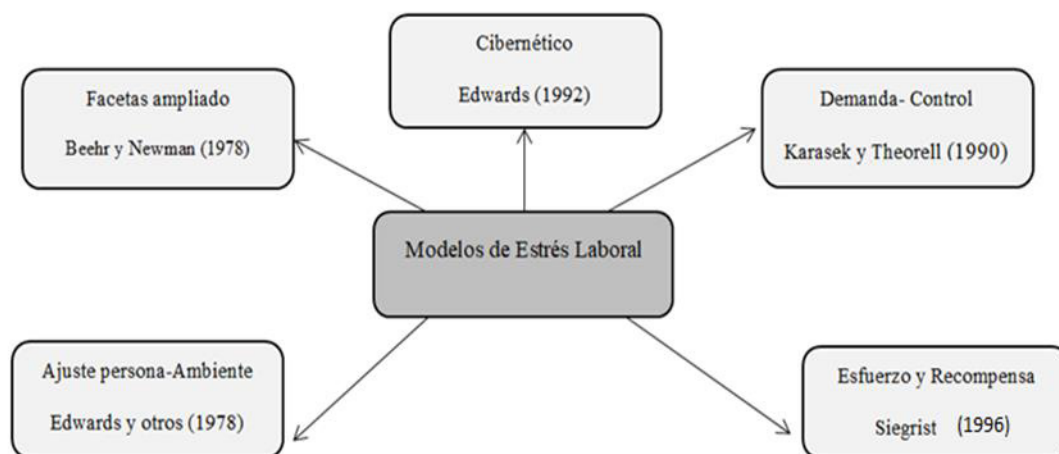 Cibernético
Edwards (1992)
Facetas ampliado
Beehr y Newman (1978)
Demanda- Control
Karasek y Theorell (1990)
Modelos de Estrés Laboral
Ajuste persona-Ambiente
Edwards y otros (1978)
Esfuerzo y Recompensa
Siegrist (1996)